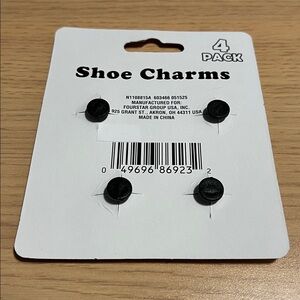 4
PACK
Shoe Charms
N1108815A 603466 051525
MANUFACTURED FOR:
FOURSTAR GROUP USA, INC.
925 GRANT ST., AKRON, OH 44311 USA
MADE IN CHINA
0 49696 86923 2